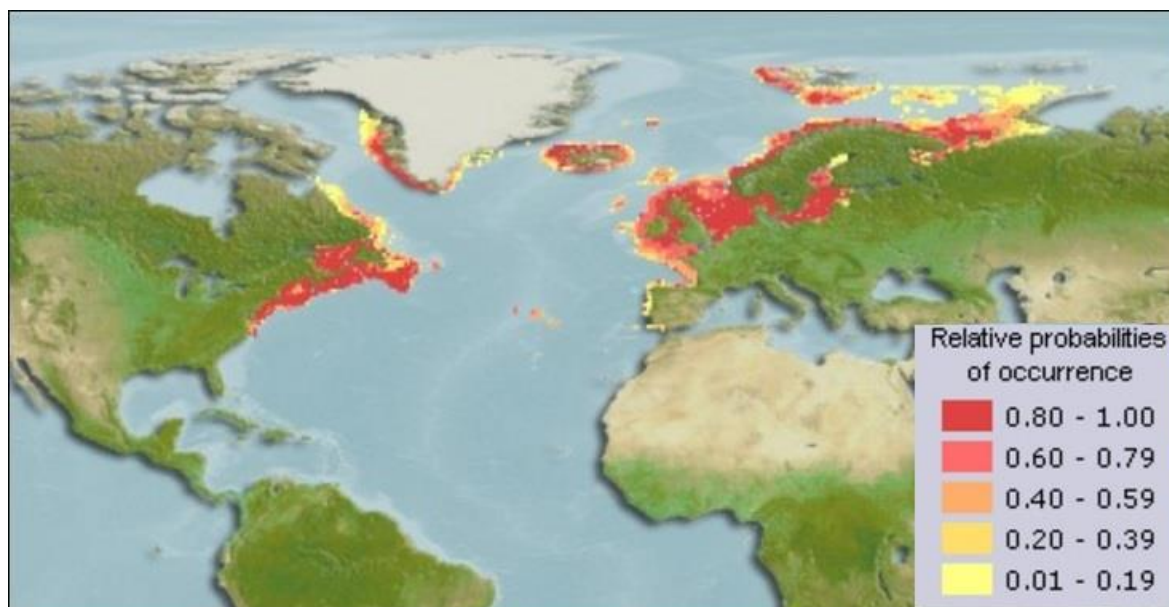 Relative probabilities
of occurrence
0.80 - 1.00
0.60 - 0.79
0.40 - 0.59
0.20 - 0.39
0.01 - 0.19